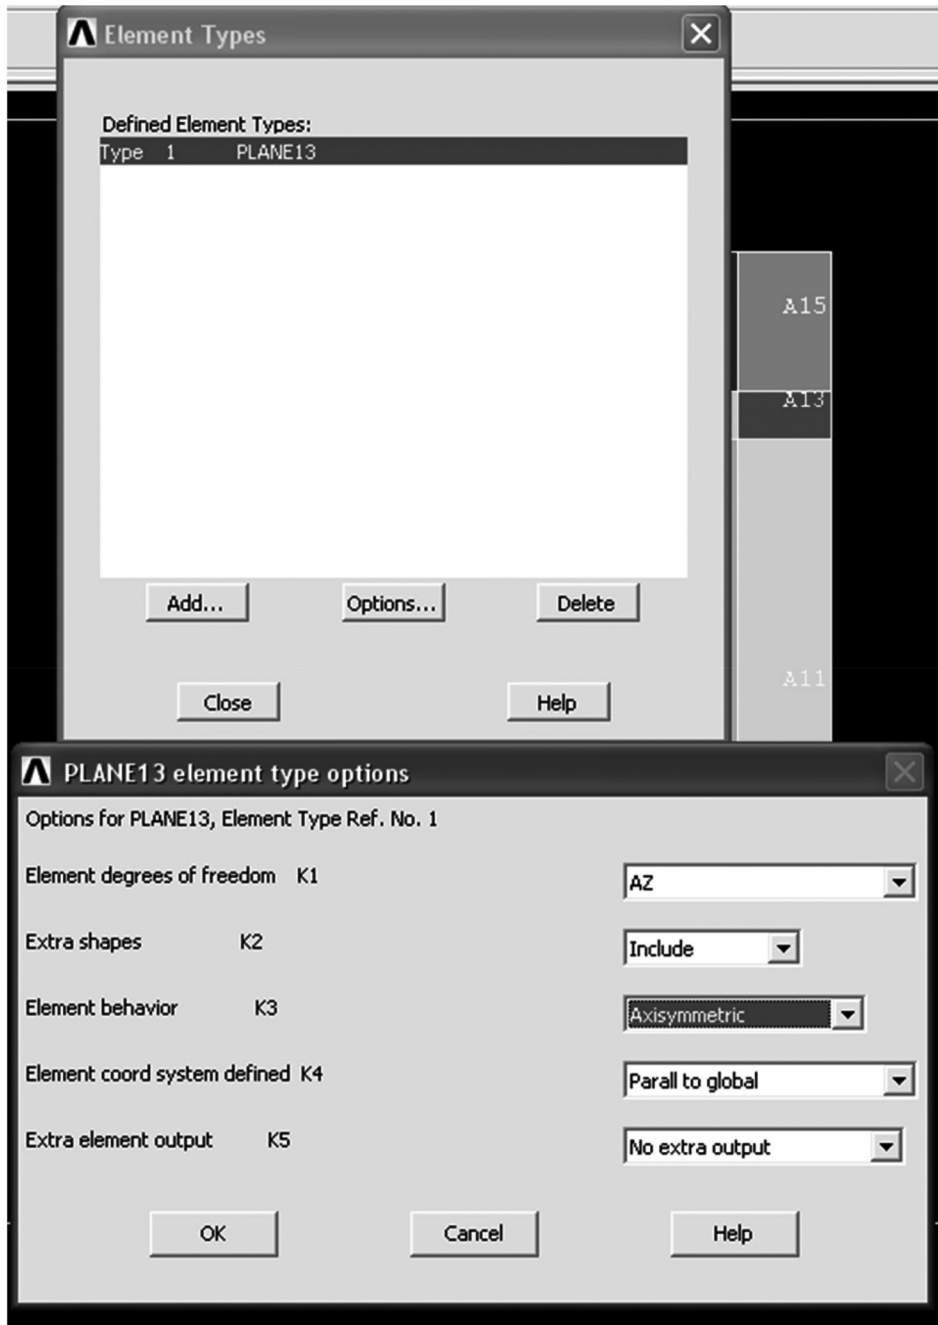 Element Types
Defined Element Types:
Type 1 PLANE13
A15
A13
Add... Options... Delete
A11
Close Help
PLANE13 element type options
Options for PLANE13, Element Type Ref. No. 1
Element degrees of freedom K1 AZ
Extra shapes K2 Include
Element behavior K3 Axisymmetric
Element coord system defined K4 Parall to global
Extra element output K5 No extra output
OK Cancel Help